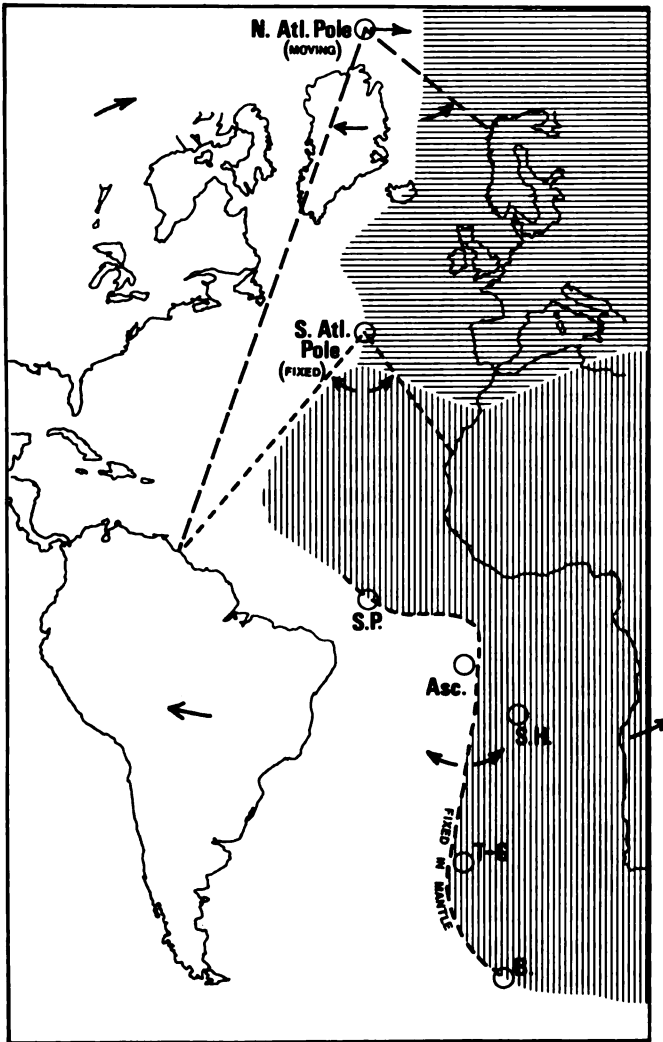 N. Atl. Pole
(MOVING)
S. Atl.
Pole
(FIXED)
S.P.
Asc.
S.H.
FIXED IN MANTLE
T-G
B.